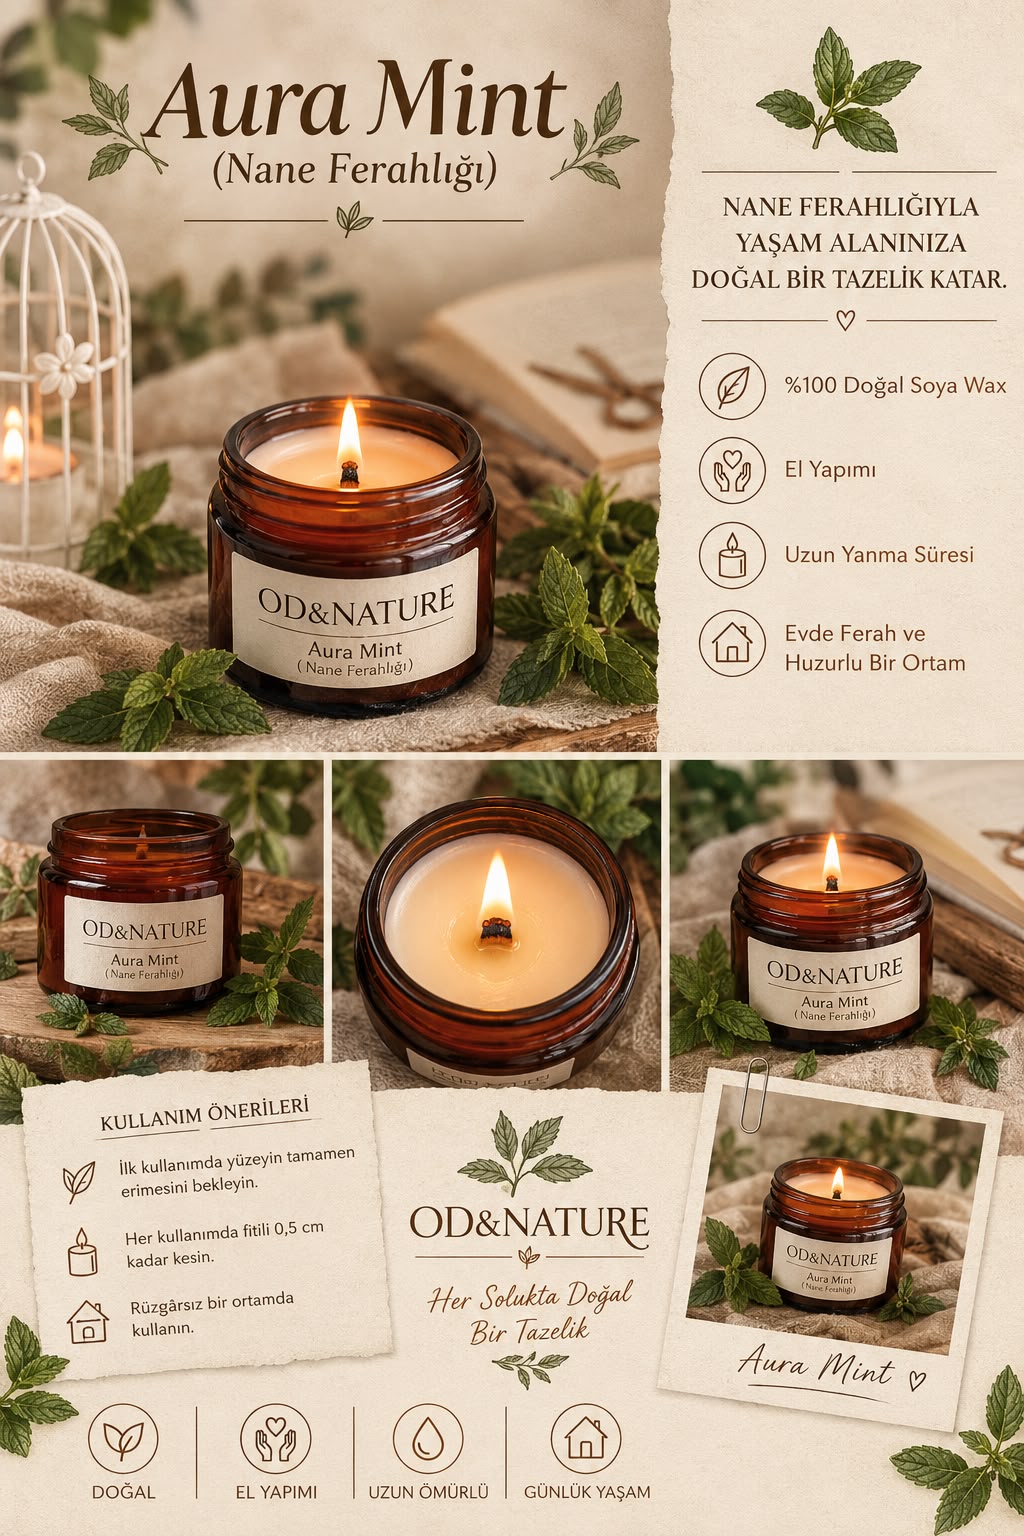 Aura Mint
(Nane Ferahlığı)
NANE FERAHLIĞIYLA
YAŞAM ALANINIZA
DOĞAL BİR TAZELİK KATAR.
%100 Doğal Soya Wax
El Yapımı
Uzun Yanma Süresi
Evde Ferah ve
Huzurlu Bir Ortam
OD&NATURE
Aura Mint
(Nane Ferahlığı)
OD&NATURE
Aura Mint
(Nane Ferahlığı)
OD&NATURE
Aura Mint
(Nane Ferahlığı)
KULLANIM ÖNERİLERİ
İlk kullanımda yüzeyin tamamen
erimesini bekleyin.
Her kullanımda fitili 0,5 cm
kadar kesin.
Rüzgârsız bir ortamda
kullanın.
OD&NATURE
Her Solukta Doğal
Bir Tazelik
OD&NATURE
Aura Mint
(Nane Ferahlığı)
Aura Mint
DOĞAL
EL YAPIMI
UZUN ÖMÜRLÜ
GÜNLÜK YAŞAM